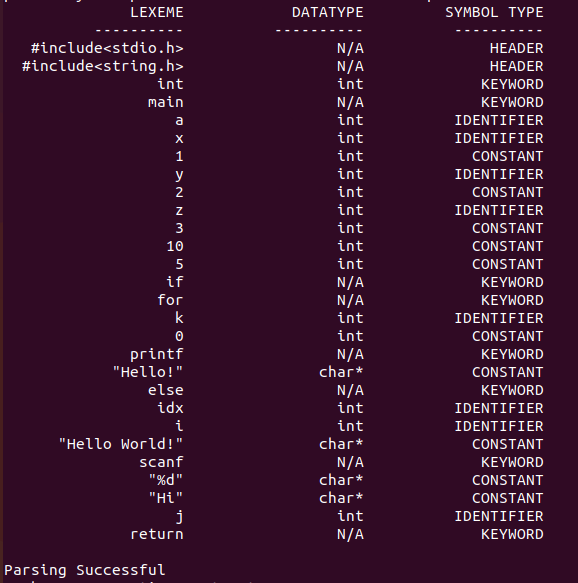 LEXEME DATATYPE SYMBOL TYPE
---------- ---------- ----------
#include<stdio.h> N/A HEADER
#include<string.h> N/A HEADER
int int KEYWORD
main N/A KEYWORD
a int IDENTIFIER
x int IDENTIFIER
1 int CONSTANT
y int IDENTIFIER
2 int CONSTANT
z int IDENTIFIER
3 int CONSTANT
10 int CONSTANT
5 int CONSTANT
if N/A KEYWORD
for N/A KEYWORD
k int IDENTIFIER
0 int CONSTANT
printf N/A KEYWORD
"Hello!" char* CONSTANT
else N/A KEYWORD
idx int IDENTIFIER
i int IDENTIFIER
"Hello World!" char* CONSTANT
scanf N/A KEYWORD
"%d" char* CONSTANT
"Hi" char* CONSTANT
j int IDENTIFIER
return N/A KEYWORD
Parsing Successful